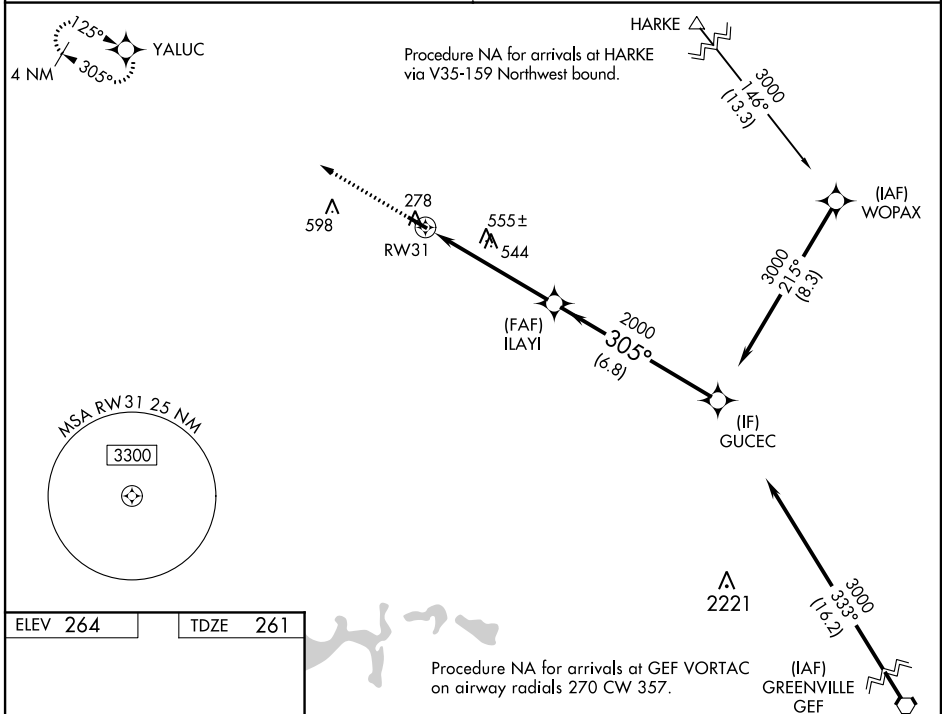 125°
YALUC
4 NM
305°
HARKE
Procedure NA for arrivals at HARKE
via V35-159 Northwest bound.
3000
146°
(13.3)
(IAF)
WOPAX
278
598
RW31
555±
544
3000
215°
(8.3)
(FAF)
ILAYI
2000
305°
(6.8)
(IF)
GUCEC
MSA RW31 25 NM
3300
2221
3000
333°
(16.2)
ELEV 264
TDZE 261
Procedure NA for arrivals at GEF VORTAC
on airway radials 270 CW 357.
(IAF)
GREENVILLE
GEF